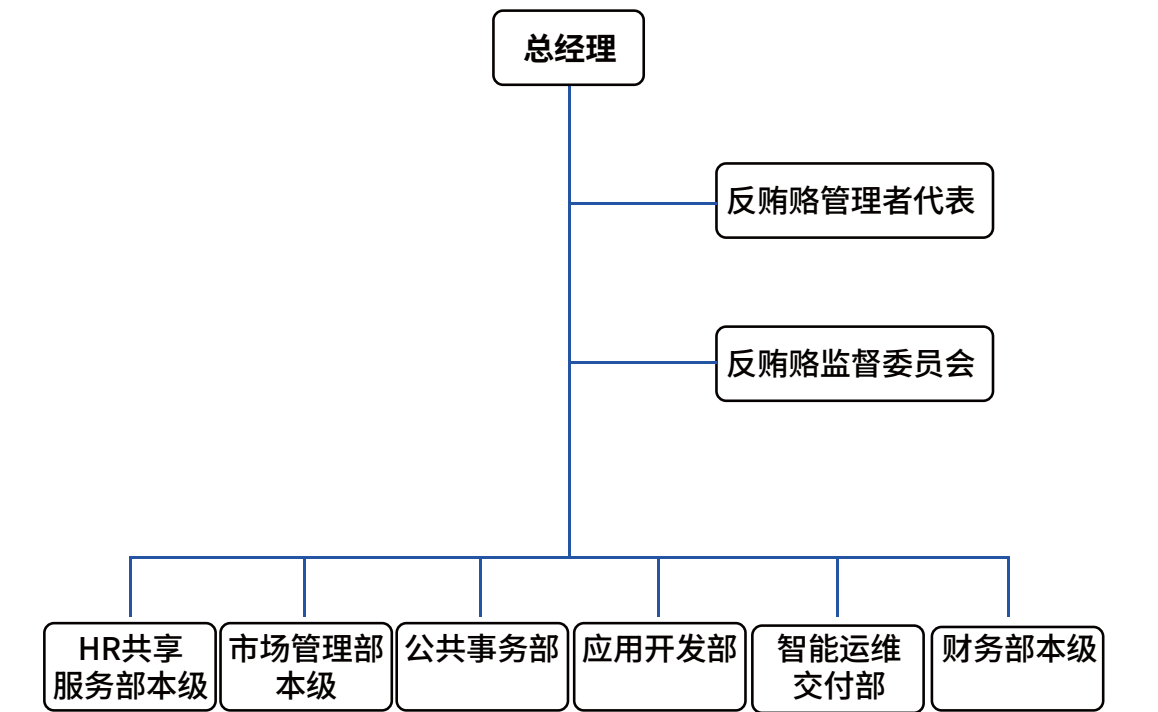 总经理
反贿赂管理者代表
反贿赂监督委员会
HR共享
服务部本级
市场管理部
本级
公共事务部
应用开发部
智能运维
交付部
财务部本级